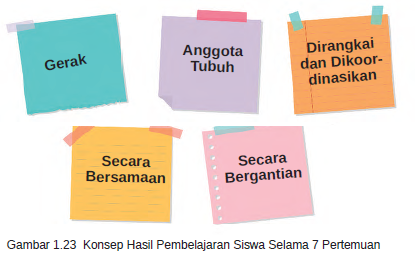 Gerak
Anggota
Tubuh
Dirangkai
dan Dikoor-
dinasikan
Secara
Bersamaan
Secara
Bergantian
Gambar 1.23 Konsep Hasil Pembelajaran Siswa Selama 7 Pertemuan